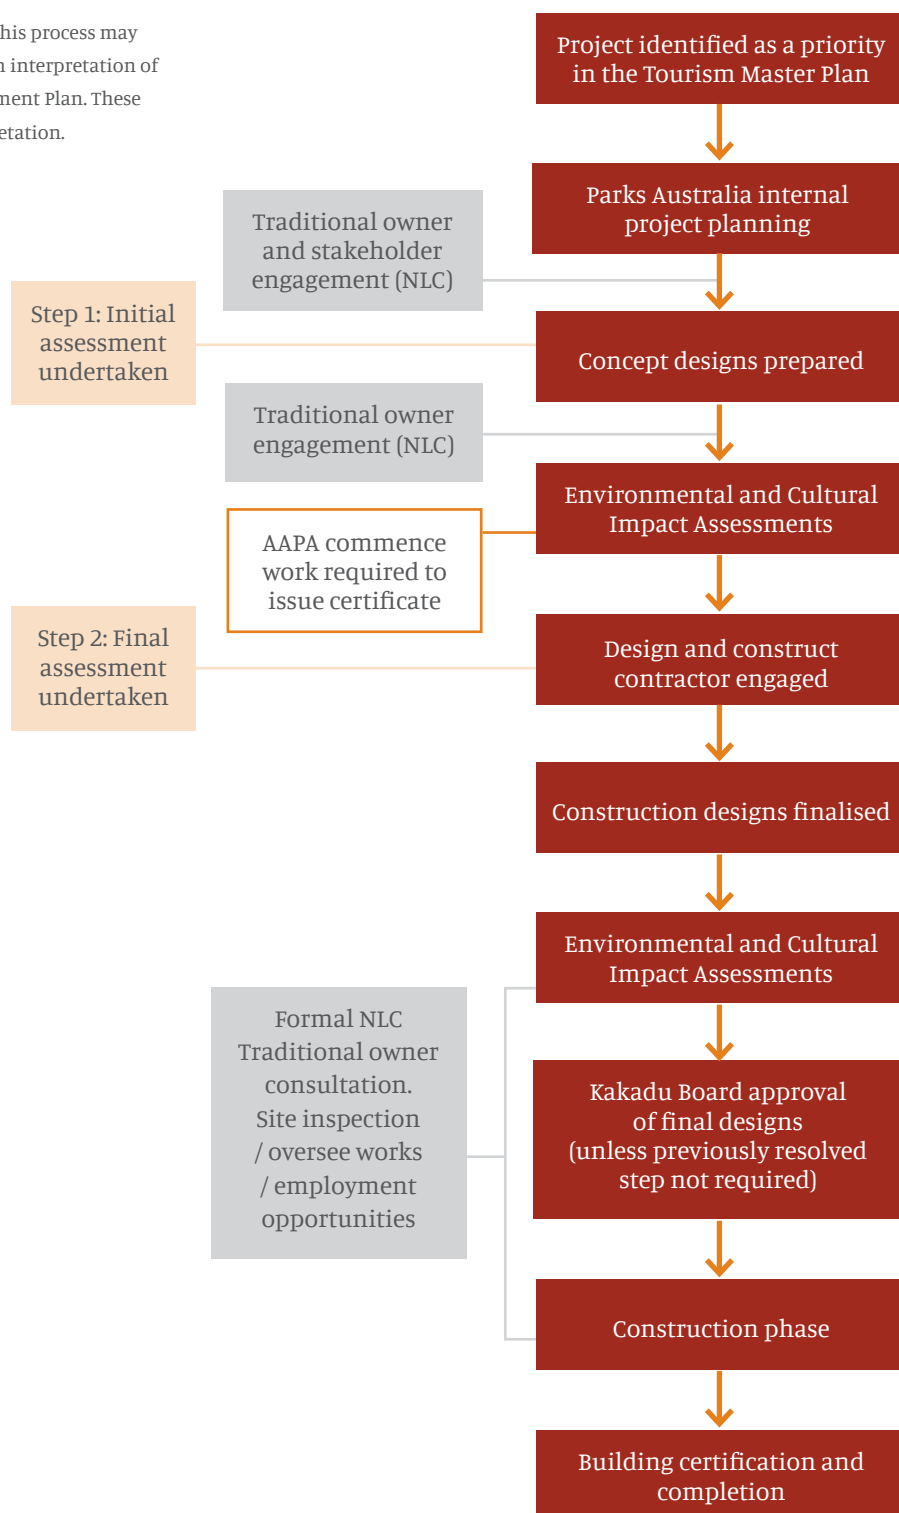 his process may
n interpretation of
ment Plan. These
etation.
Project identified as a priority
in the Tourism Master Plan
Parks Australia internal
project planning
Traditional owner
and stakeholder
engagement (NLC)
Step 1: Initial
assessment
undertaken
Concept designs prepared
Traditional owner
engagement (NLC)
Environmental and Cultural
Impact Assessments
AAPA commence
work required to
issue certificate
Step 2: Final
assessment
undertaken
Design and construct
contractor engaged
Construction designs finalised
Environmental and Cultural
Impact Assessments
Formal NLC
Traditional owner
consultation.
Site inspection
/ oversee works
/ employment
opportunities
Kakadu Board approval
of final designs
(unless previously resolved
step not required)
Construction phase
Building certification and
completion